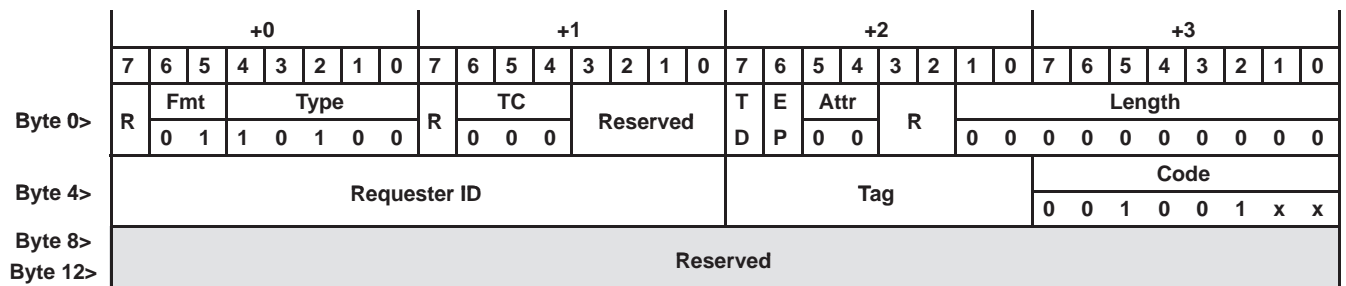 +0 +1 +2 +3
7 6 5 4 3 2 1 0 7 6 5 4 3 2 1 0 7 6 5 4 3 2 1 0 7 6 5 4 3 2 1 0
Byte 0> R Fmt Type R TC Reserved T E Attr R Length
0 1 1 0 1 0 0 0 0 0 D P 0 0 0 0 0 0 0 0 0 0 0 0
Byte 4> Requester ID Tag Code
0 0 1 0 0 1 x x
Byte 8>
Reserved
Byte 12>